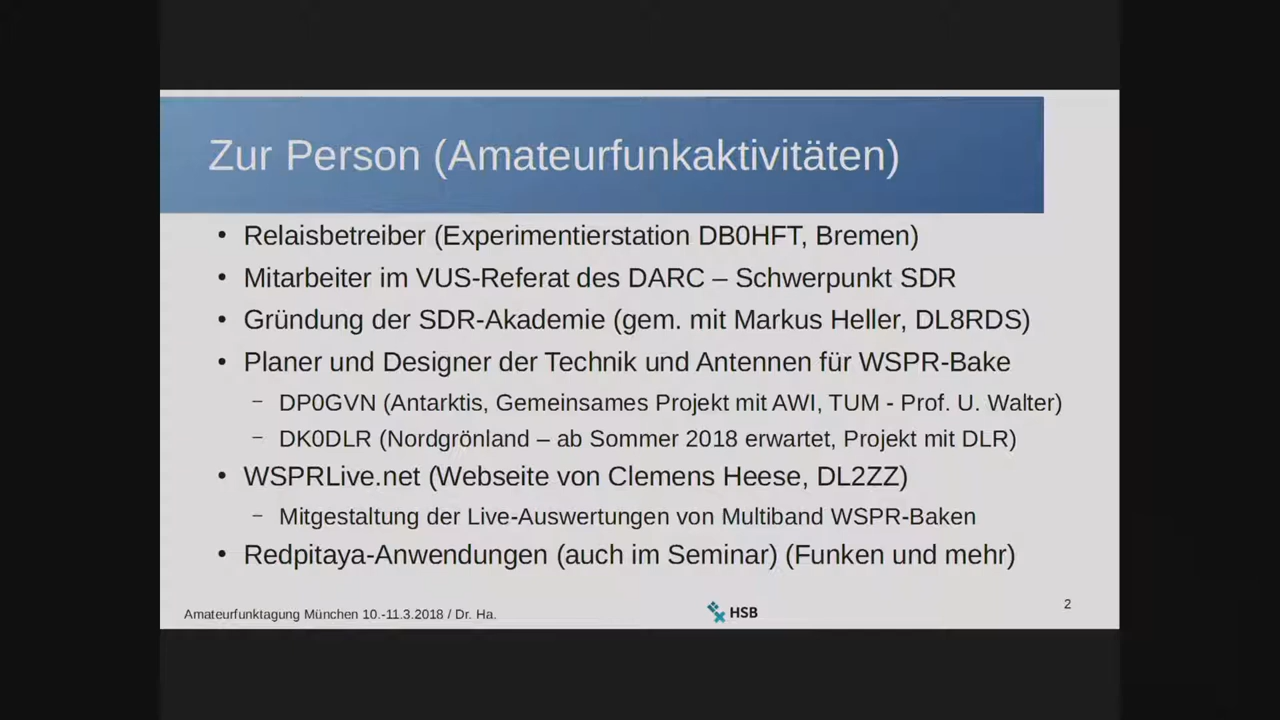 Zur Person (Amateurfunkaktivitäten)
• Relaisbetreiber (Experimentierstation DB0HFT, Bremen)
• Mitarbeiter im VUS-Referat des DARC – Schwerpunkt SDR
• Gründung der SDR-Akademie (gem. mit Markus Heller, DL8RDS)
• Planer und Designer der Technik und Antennen für WSPR-Bake
– DP0GVN (Antarktis, Gemeinsames Projekt mit AWI, TUM - Prof. U. Walter)
– DK0DLR (Nordgrönland – ab Sommer 2018 erwartet, Projekt mit DLR)
• WSPRLive.net (Webseite von Clemens Heese, DL2ZZ)
– Mitgestaltung der Live-Auswertungen von Multiband WSPR-Baken
• Redpitaya-Anwendungen (auch im Seminar) (Funken und mehr)
Amateurfunktagung München 10.-11.3.2018 / Dr. Ha.
HSB
2